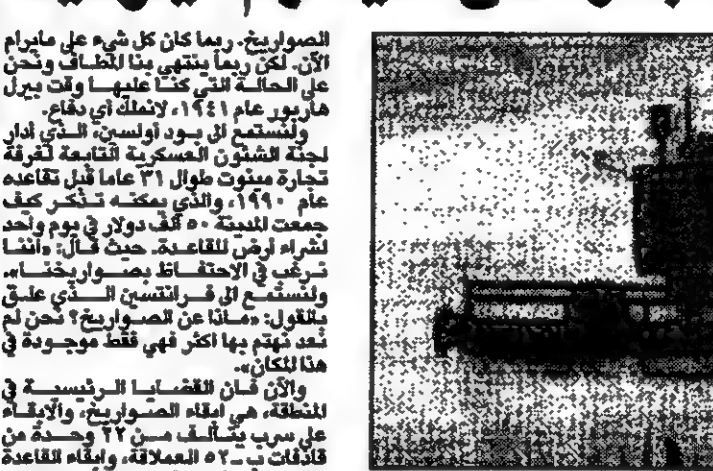 الصواريخ. ربما كان كل شيء على مايرام
الآن. لكن ربما ينتهي بنا المطاف ونحن
على الحالة التي كنا عليها وقت بيرل
هاربور عام ١٩٤١، لانملك أي دفاع.
ولنستمع الى بود أولسين، الذي أدار
لجنة الشئون العسكرية التابعة لغرفة
تجارة مينوت طوال ٣١ عاما قبل تقاعده
عام ١٩٩٠، والذي يمكنه تذكر كيف
جمعت المدينة ٥٠ ألف دولار في يوم واحد
لشراء أرض للقاعدة. حيث قال: «أننا
نرغب في الاحتفاظ بصواريخنا».
ولنستمع الى فرانتسين الذي علق
بالقول: «ماذا عن الصواريخ؟ نحن لم
نعد نهتم بها اكثر فهي فقط موجودة في
هذا المكان».
والآن فان القضايا الرئيسية في
المنطقة، هي ابقاء الصواريخ، والابقاء
على سرب يتألف من ٢٢ وحدة من
قاذفات ب ـ ٥٢ العملاقة، وابقاء القاعدة